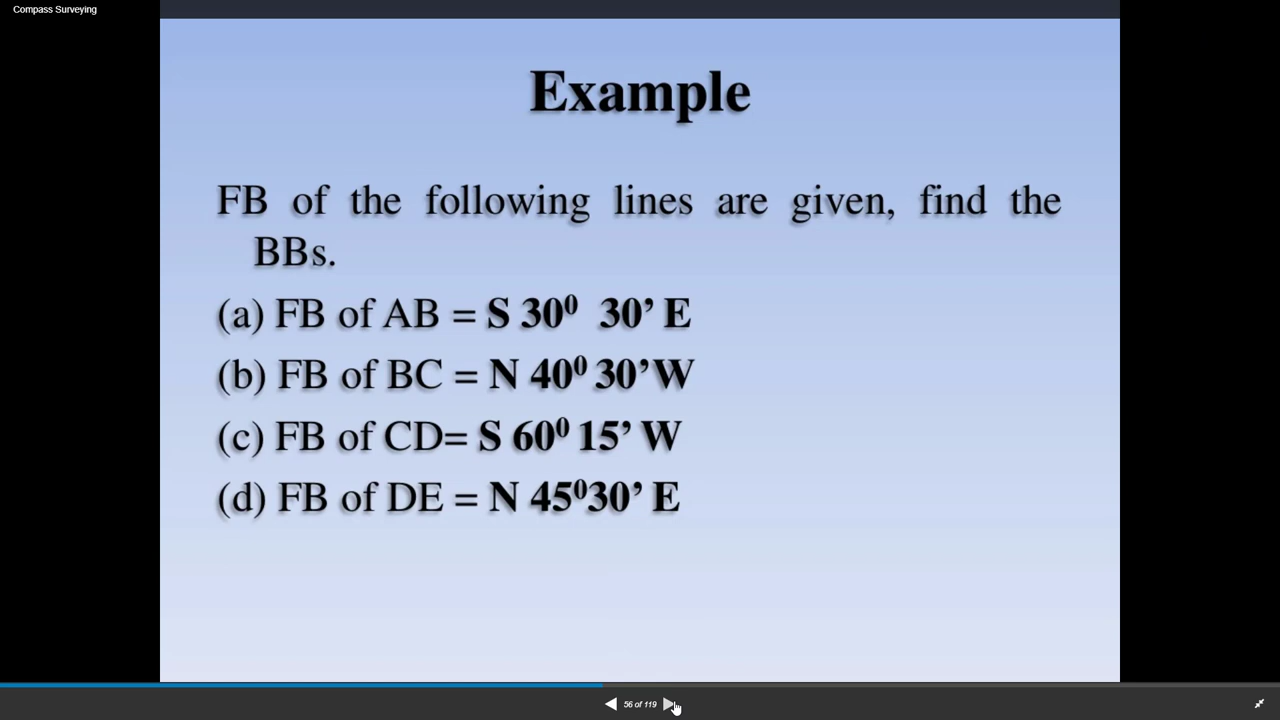 Compass Surveying
Example
FB of the following lines are given, find the
BBs.
(a) FB of AB = S 30⁰ 30’ E
(b) FB of BC = N 40⁰ 30’W
(c) FB of CD= S 60⁰ 15’ W
(d) FB of DE = N 45⁰30’ E
56 of 119